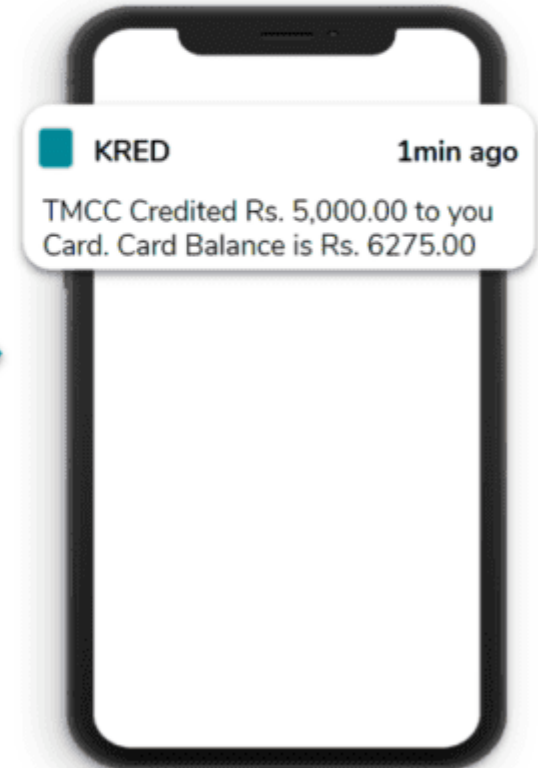 KRED 1min ago
TMCC Credited Rs. 5,000.00 to you
Card. Card Balance is Rs. 6275.00